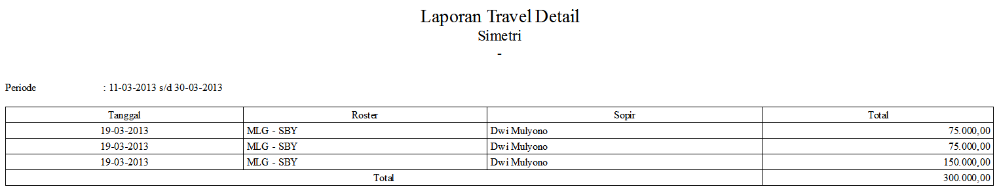 Laporan Travel Detail
Simetri
-
Periode : 11-03-2013 s/d 30-03-2013
Tanggal Roster Sopir Total
19-03-2013 MLG - SBY Dwi Mulyono 75.000,00
19-03-2013 MLG - SBY Dwi Mulyono 75.000,00
19-03-2013 MLG - SBY Dwi Mulyono 150.000,00
Total 300.000,00